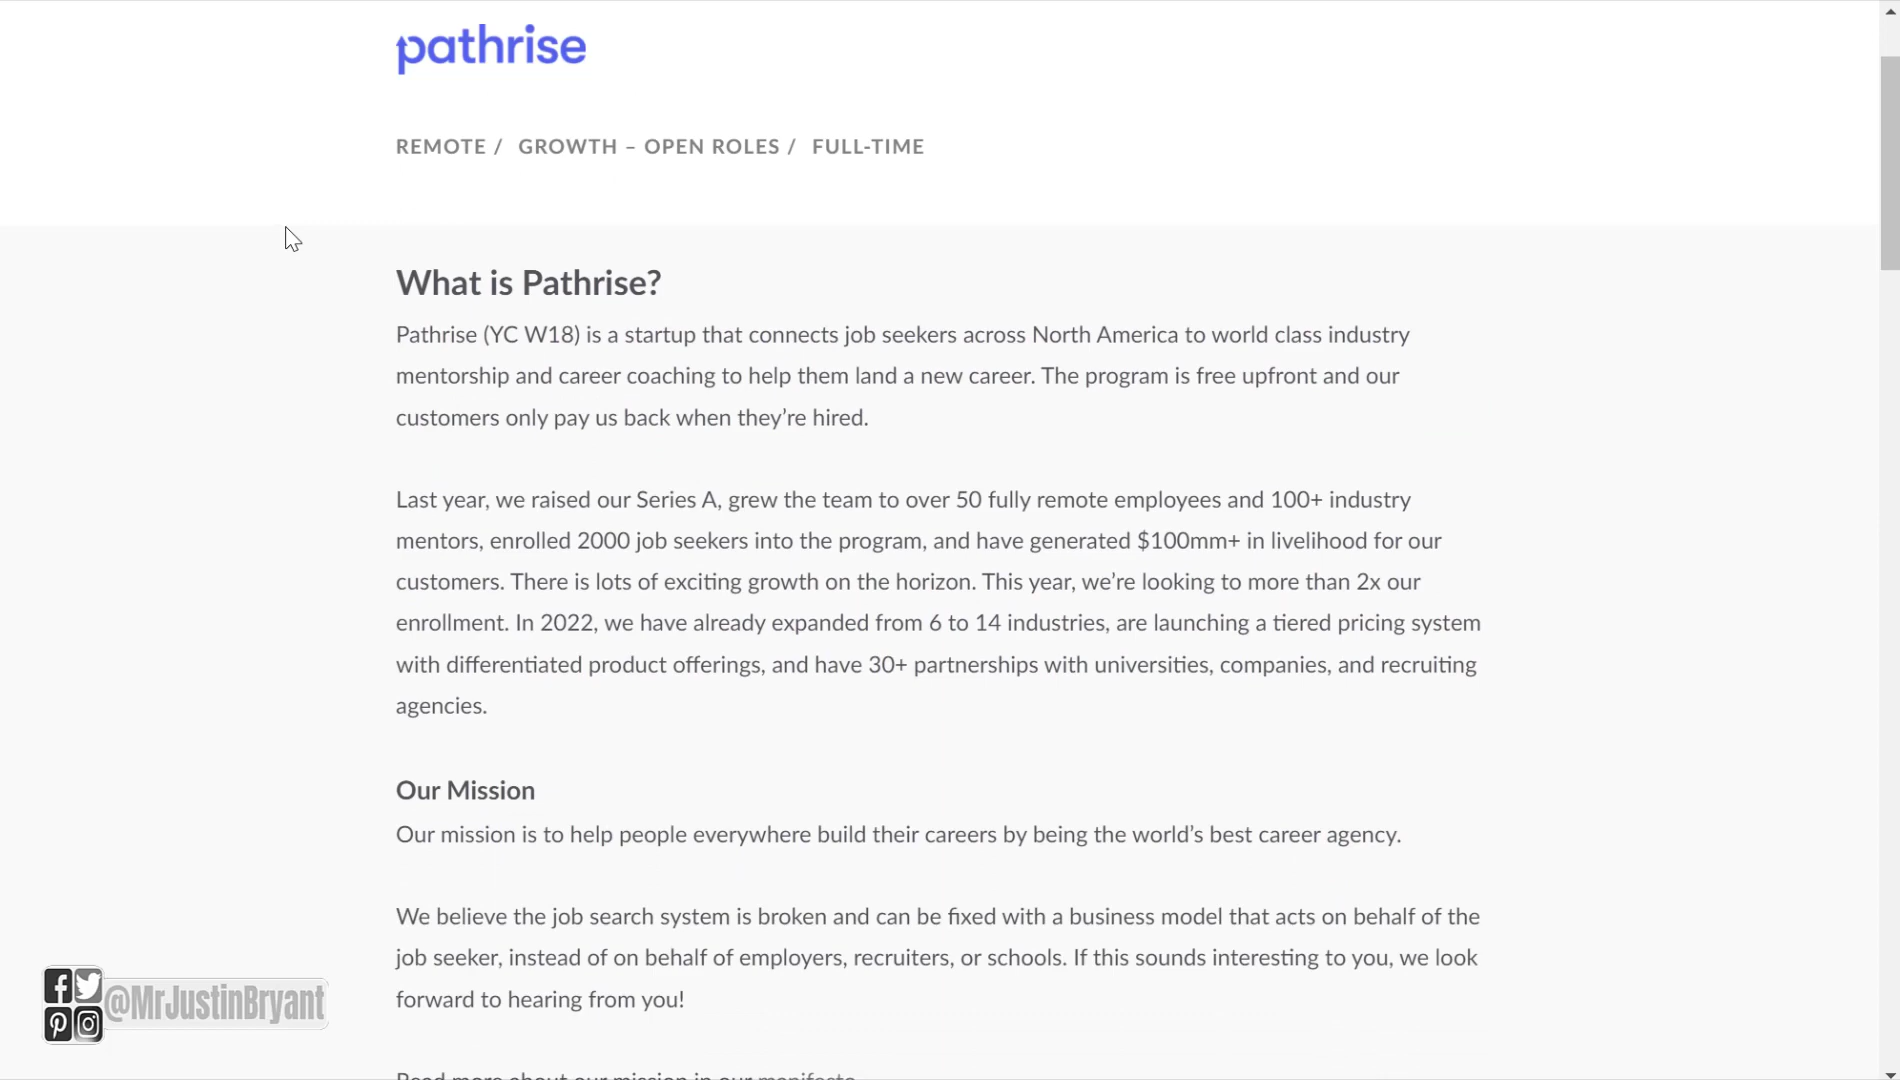 pathrise
REMOTE / GROWTH – OPEN ROLES / FULL-TIME
What is Pathrise?
Pathrise (YC W18) is a startup that connects job seekers across North America to world class industry
mentorship and career coaching to help them land a new career. The program is free upfront and our
customers only pay us back when they're hired.
Last year, we raised our Series A, grew the team to over 50 fully remote employees and 100+ industry
mentors, enrolled 2000 job seekers into the program, and have generated $100mm+ in livelihood for our
customers. There is lots of exciting growth on the horizon. This year, we're looking to more than 2x our
enrollment. In 2022, we have already expanded from 6 to 14 industries, are launching a tiered pricing system
with differentiated product offerings, and have 30+ partnerships with universities, companies, and recruiting
agencies.
Our Mission
Our mission is to help people everywhere build their careers by being the world's best career agency.
We believe the job search system is broken and can be fixed with a business model that acts on behalf of the
job seeker, instead of on behalf of employers, recruiters, or schools. If this sounds interesting to you, we look
forward to hearing from you!
Read more about our mission in our manifesto
@MrJustinBryant